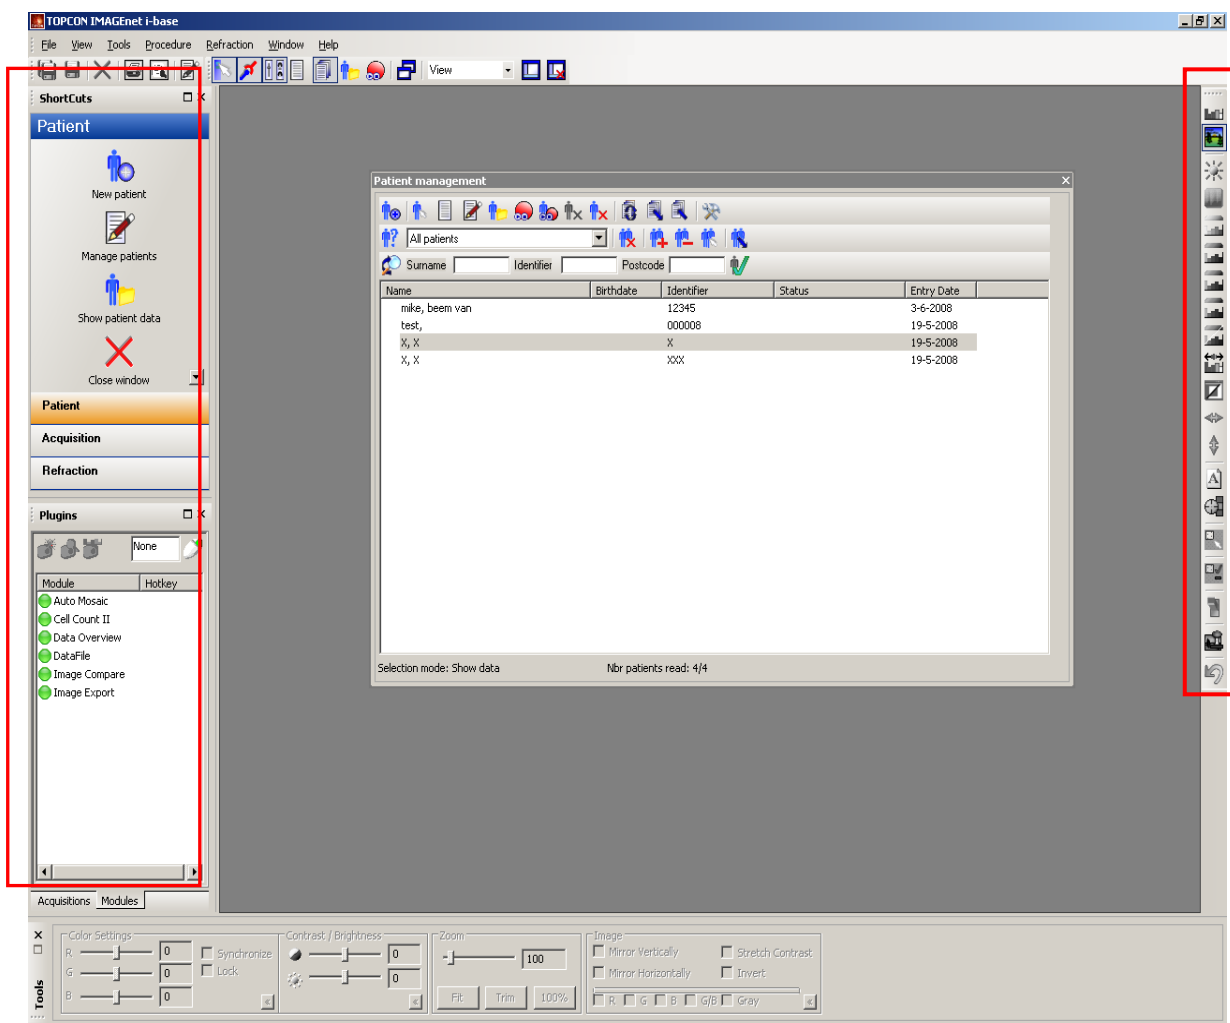 TOPCON IMAGEnet i-base
File View Tools Procedure Refraction Window Help
View
ShortCuts
Patient
New patient
Manage patients
Show patient data
Close window
Patient
Acquisition
Refraction
Plugins
None
Module Hotkey
Auto Mosaic
Cell Count II
Data Overview
DataFile
Image Compare
Image Export
Acquisitions Modules
Patient management
All patients
Surname Identifier Postcode
Name Birthdate Identifier Status Entry Date
mike, beem van 12345 3-6-2008
test, 000008 19-5-2008
X, X X 19-5-2008
X, X XXX 19-5-2008
Selection mode: Show data Nbr patients read: 4/4
Tools
Color Settings
R 0 Synchronize
G 0 Lock
B 0
Contrast / Brightness
0
0
Zoom
100
Fit Trim 100%
Image
Mirror Vertically Stretch Contrast
Mirror Horizontally Invert
R G B G/B Gray